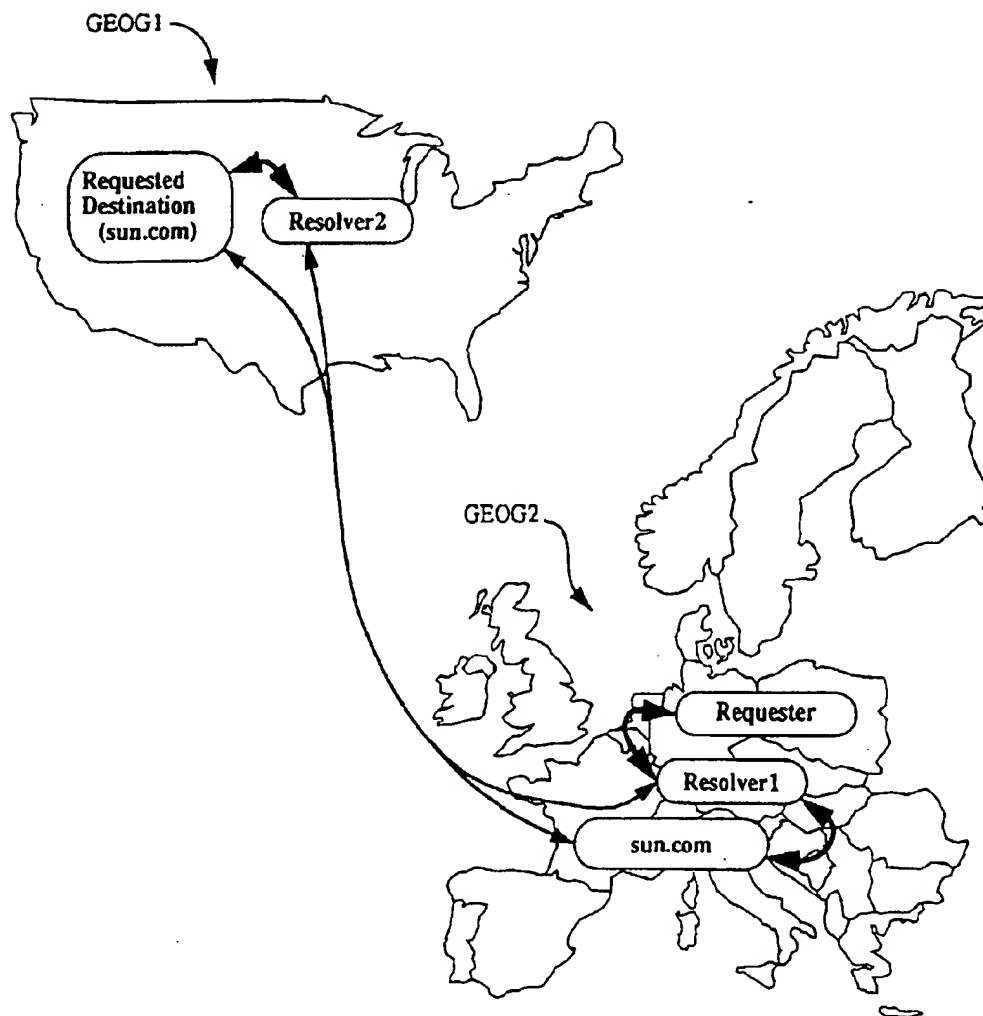 GEOG1
Requested
Destination
(sun.com)
Resolver2
GEOG2
Requester
Resolver1
sun.com